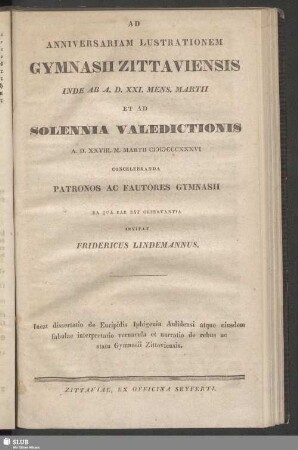 AD
ANNIVERSARIAM LUSTRATIONEM
GYMNASII ZITTAVIENSIS
INDE AB A. D. XXI. MENS. MARTII
ET AD
SOLENNIA VALEDICTIONIS
A. D. XXVIII. M. MARTII
CONCELEBRANDA
PATRONOS AC FAUTORES GYMNASII
EA QUA PAR EST OBSERVANTIA
INVITAT
FRIDERICUS LINDEMANNUS.
Inest dissertatio de Euripidis Iphigenia Aulidensi atque eiusdem
fabulae interpretatio vernacula et narratio de rebus ac
statu Gymnasii Zittaviensis.
ZITTAVIAE, EX OFFICINA SEYFERTI.
SLUB